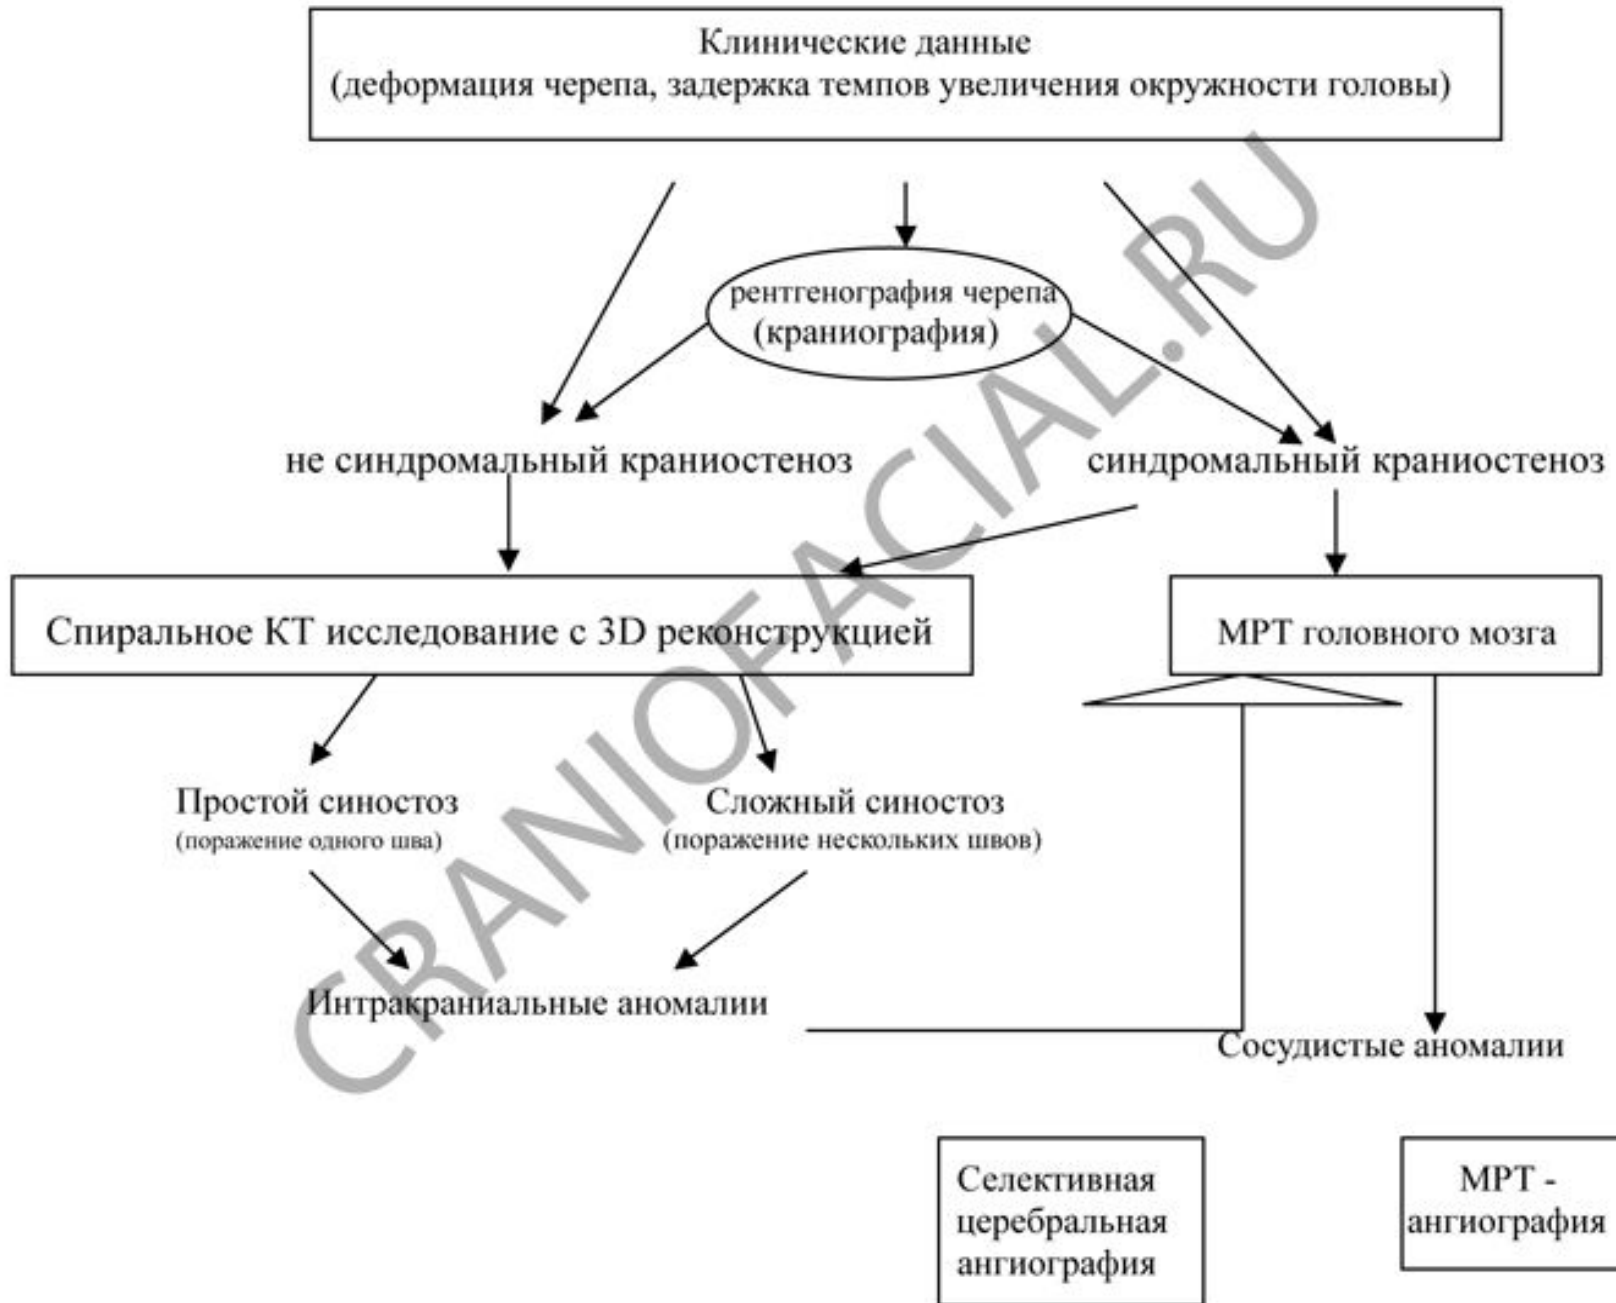 Клинические данные
(деформация черепа, задержка темпов увеличения окружности головы)
рентгенография черепа
(краниография)
не синдромальный краниостеноз
синдромальный краниостеноз
Спиральное КТ исследование с 3D реконструкцией
МРТ головного мозга
Простой синостоз
(поражение одного шва)
Сложный синостоз
(поражение нескольких швов)
Интракраниальные аномалии
Сосудистые аномалии
Селективная
церебральная
ангиография
МРТ -
ангиография
CRANIOFACIAL.RU